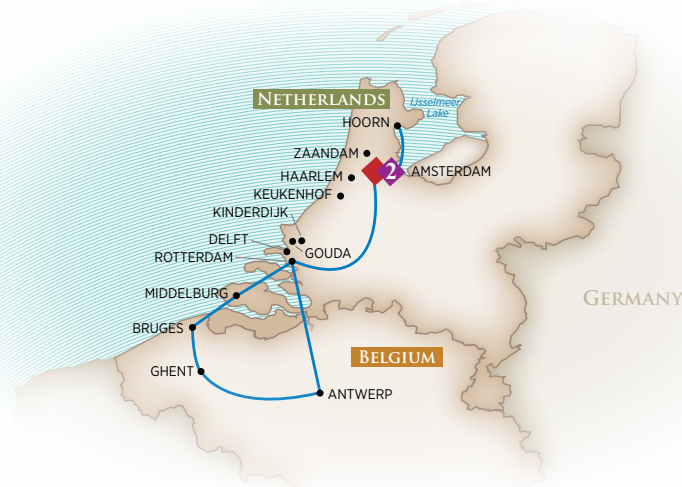 NETHERLANDS
IJsselmeer
Lake
HOORN
ZAANDAM
2
AMSTERDAM
HAARLEM
KEUKENHOF
KINDERDIJK
DELFT
GOUDA
ROTTERDAM
MIDDELBURG
GERMANY
BRUGES
BELGIUM
GHENT
ANTWERP